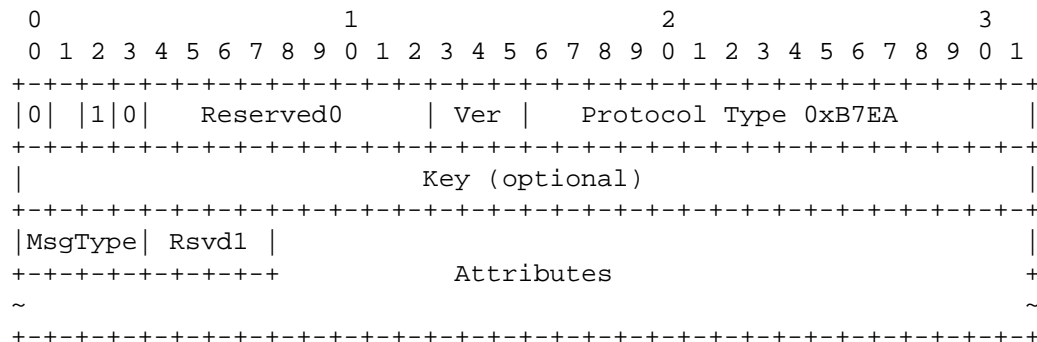 0                   1                   2                   3
 0 1 2 3 4 5 6 7 8 9 0 1 2 3 4 5 6 7 8 9 0 1 2 3 4 5 6 7 8 9 0 1
+-+-+-+-+-+-+-+-+-+-+-+-+-+-+-+-+-+-+-+-+-+-+-+-+-+-+-+-+-+-+-+-+
|0| |1|0|   Reserved0     | Ver |   Protocol Type 0xB7EA        |
+-+-+-+-+-+-+-+-+-+-+-+-+-+-+-+-+-+-+-+-+-+-+-+-+-+-+-+-+-+-+-+-+
|                         Key (optional)                        |
+-+-+-+-+-+-+-+-+-+-+-+-+-+-+-+-+-+-+-+-+-+-+-+-+-+-+-+-+-+-+-+-+
|MsgType| Rsvd1 |                                               |
+-+-+-+-+-+-+-+-+           Attributes                          +
~                                                               ~
+-+-+-+-+-+-+-+-+-+-+-+-+-+-+-+-+-+-+-+-+-+-+-+-+-+-+-+-+-+-+-+-+